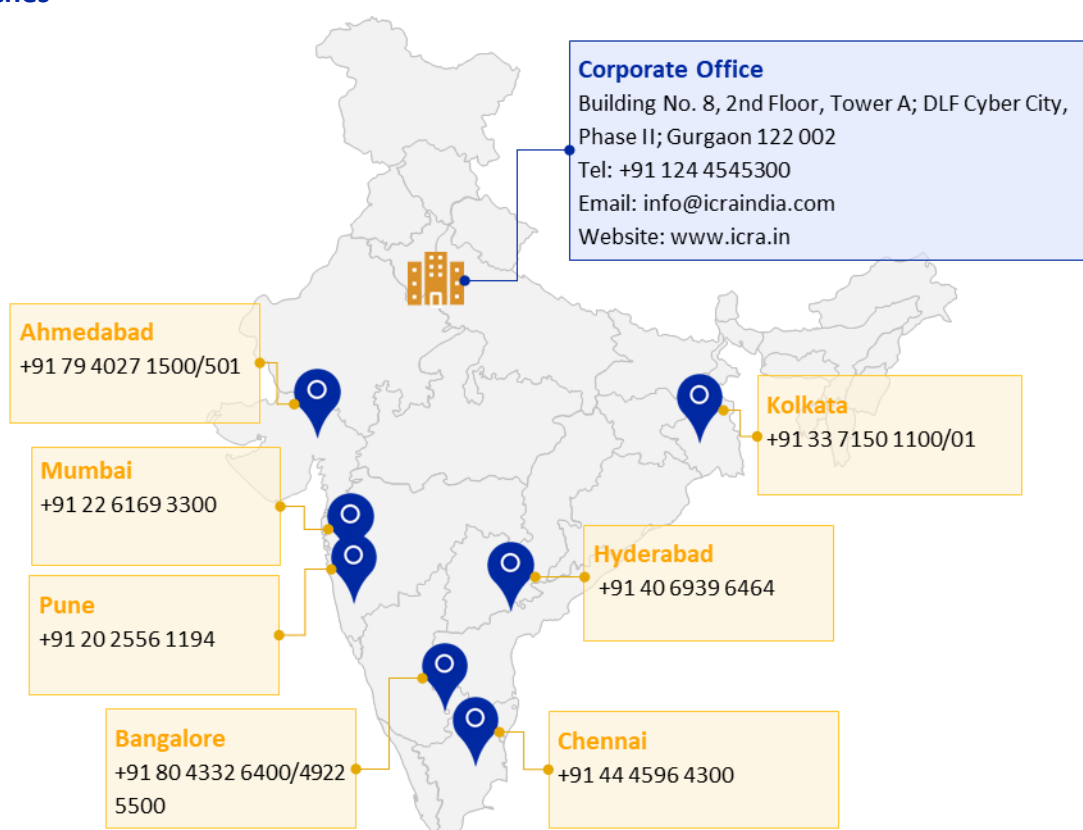 Corporate Office
Building No. 8, 2nd Floor, Tower A; DLF Cyber City,
Phase II; Gurgaon 122 002
Tel: +91 124 4545300
Email: info@icraindia.com
Website: www.icra.in
Ahmedabad
+91 79 4027 1500/501
Kolkata
+91 33 7150 1100/01
Mumbai
+91 22 6169 3300
Hyderabad
+91 40 6939 6464
Pune
+91 20 2556 1194
Bangalore
+91 80 4332 6400/4922
5500
Chennai
+91 44 4596 4300